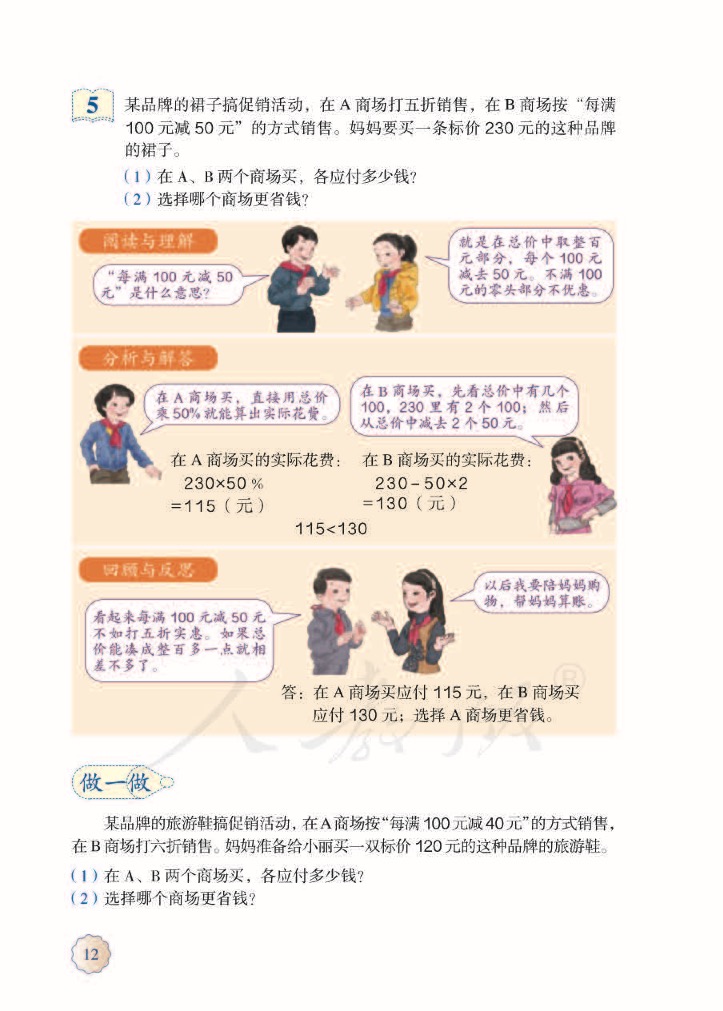 5
某品牌的裙子搞促销活动，在 A 商场打五折销售，在 B 商场按“每满
100 元减 50 元”的方式销售。妈妈要买一条标价 230 元的这种品牌
的裙子。
（1）在 A、B 两个商场买，各应付多少钱？
（2）选择哪个商场更省钱？
阅读与理解
“每满 100 元减 50
元”是什么意思？
就是在总价中取整百
元部分，每个 100 元
减去 50 元。不满 100
元的零头部分不优惠。
分析与解答
在 A 商场买，直接用总价
乘50%就能算出实际花费。
在 B 商场买，先看总价中有几个
100，230 里有 2 个 100；然后
从总价中减去 2 个 50 元。
在 A 商场买的实际花费：
230×50 %
=115（元）
在 B 商场买的实际花费：
230－50×2
=130（元）
115<130
回顾与反思
看起来每满 100 元减 50 元
不如打五折实惠。如果总
价能凑成整百多一点就相
差不多了。
以后我要陪妈妈购
物，帮妈妈算账。
答：在 A 商场买应付 115 元，在 B 商场买
应付 130 元；选择 A 商场更省钱。
人教版®
做一做
某品牌的旅游鞋搞促销活动，在A商场按“每满 100元减40元”的方式销售，
在 B 商场打六折销售。妈妈准备给小丽买一双标价 120元的这种品牌的旅游鞋。
（1）在 A、B 两个商场买，各应付多少钱？
（2）选择哪个商场更省钱？
12